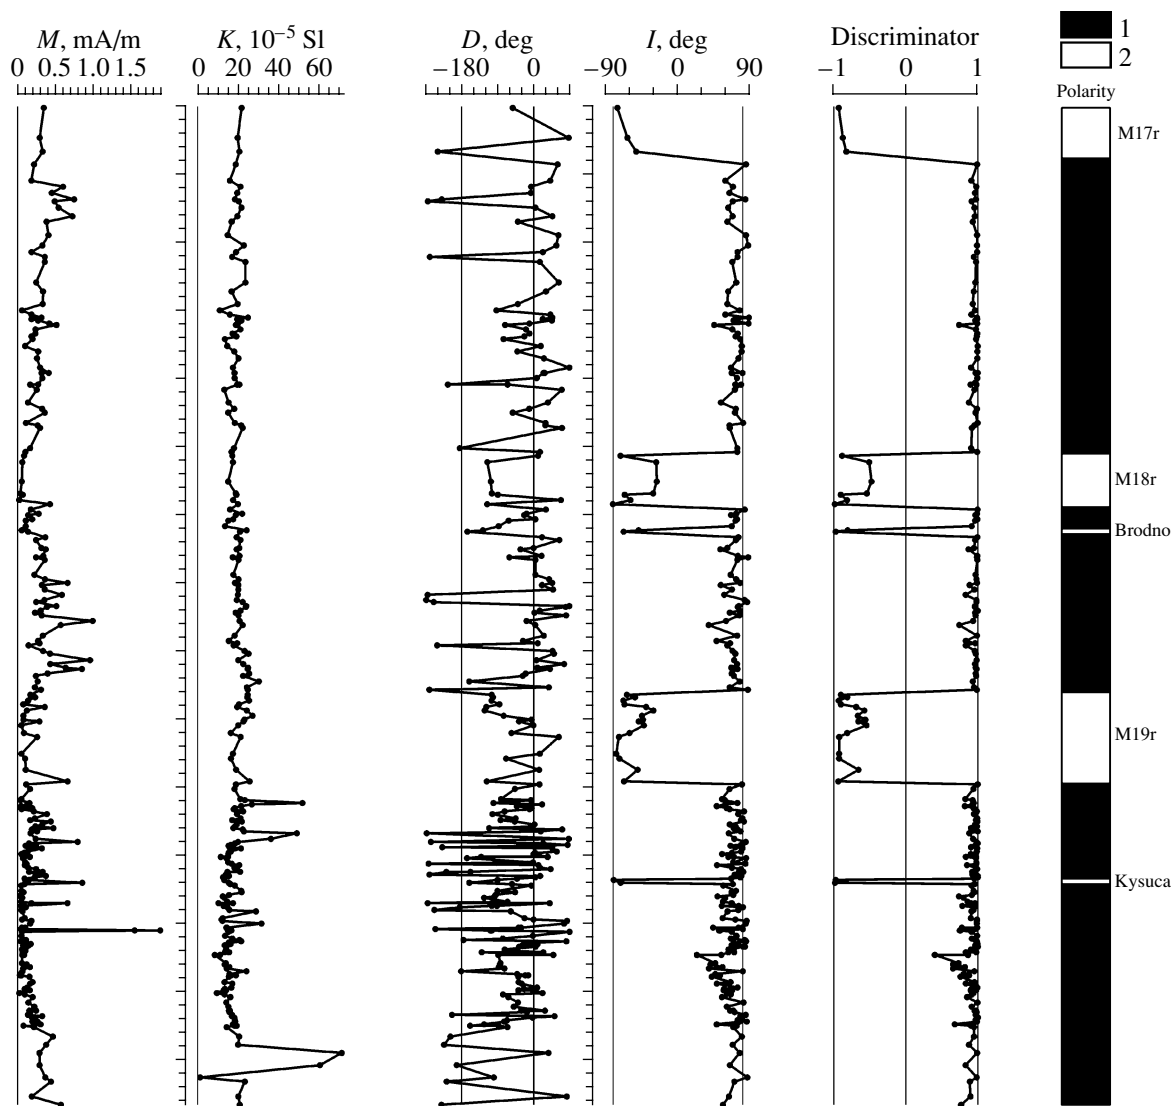 M, mA/m
K, 10⁻⁵ Sl
D, deg
I, deg
Discriminator
1
2
0 0.5 1.0 1.5
0 20 40 60
−180 0
−90 0 90
−1 0 1
Polarity
M17r
M18r
Brodno
M19r
Kysuca